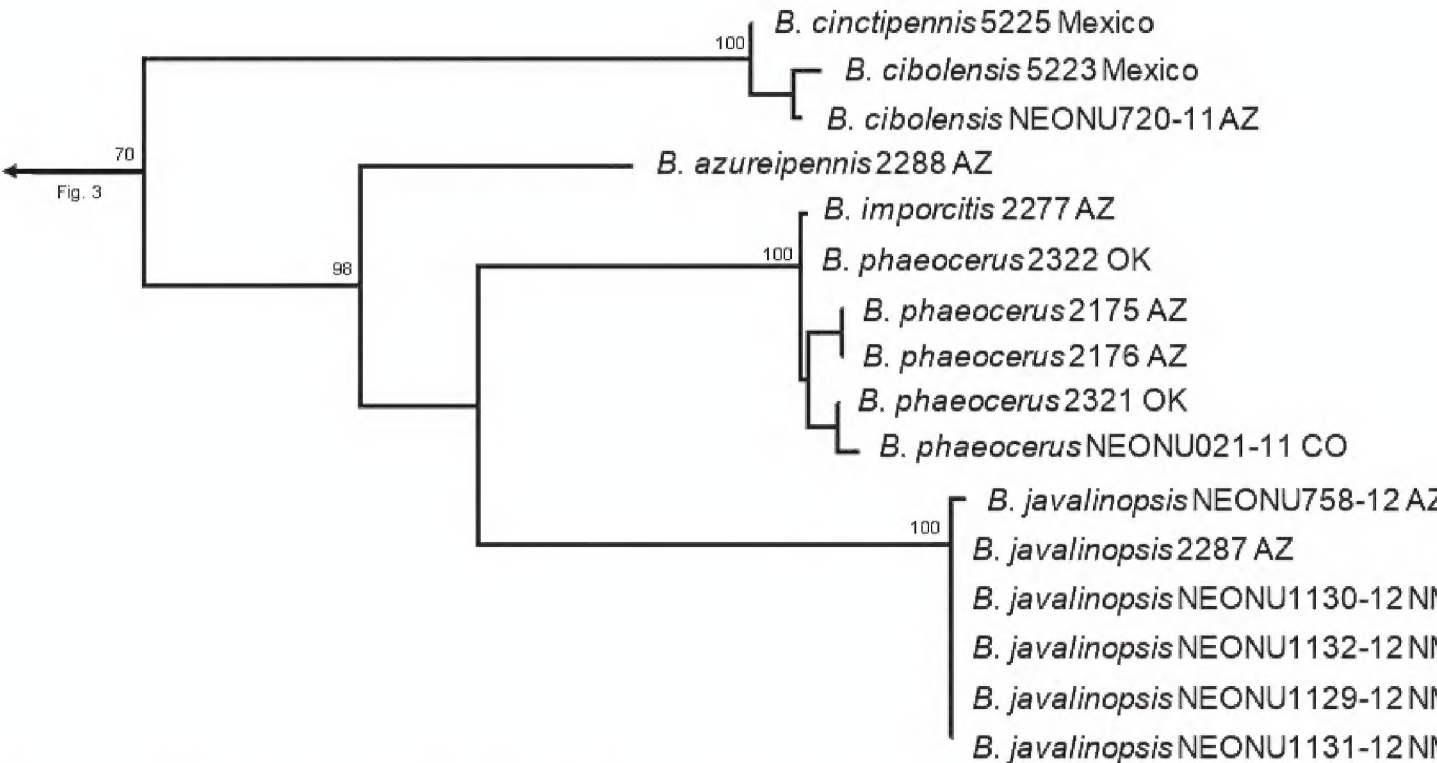 B. cinctipennis 5225 Mexico
100
B. cibolensis 5223 Mexico
B. cibolensis NEONU720-11 AZ
70
B. azureipennis 2288 AZ
Fig. 3
B. imporcitis 2277 AZ
100
B. phaeocerus 2322 OK
98
B. phaeocerus 2175 AZ
B. phaeocerus 2176 AZ
B. phaeocerus 2321 OK
B. phaeocerus NEONU021-11 CO
B. javalinopsis NEONU758-12 AZ
100
B. javalinopsis 2287 AZ
B. javalinopsis NEONU1130-12
B. javalinopsis NEONU1132-12
B. javalinopsis NEONU1129-12
B. javalinopsis NEONU1131-12